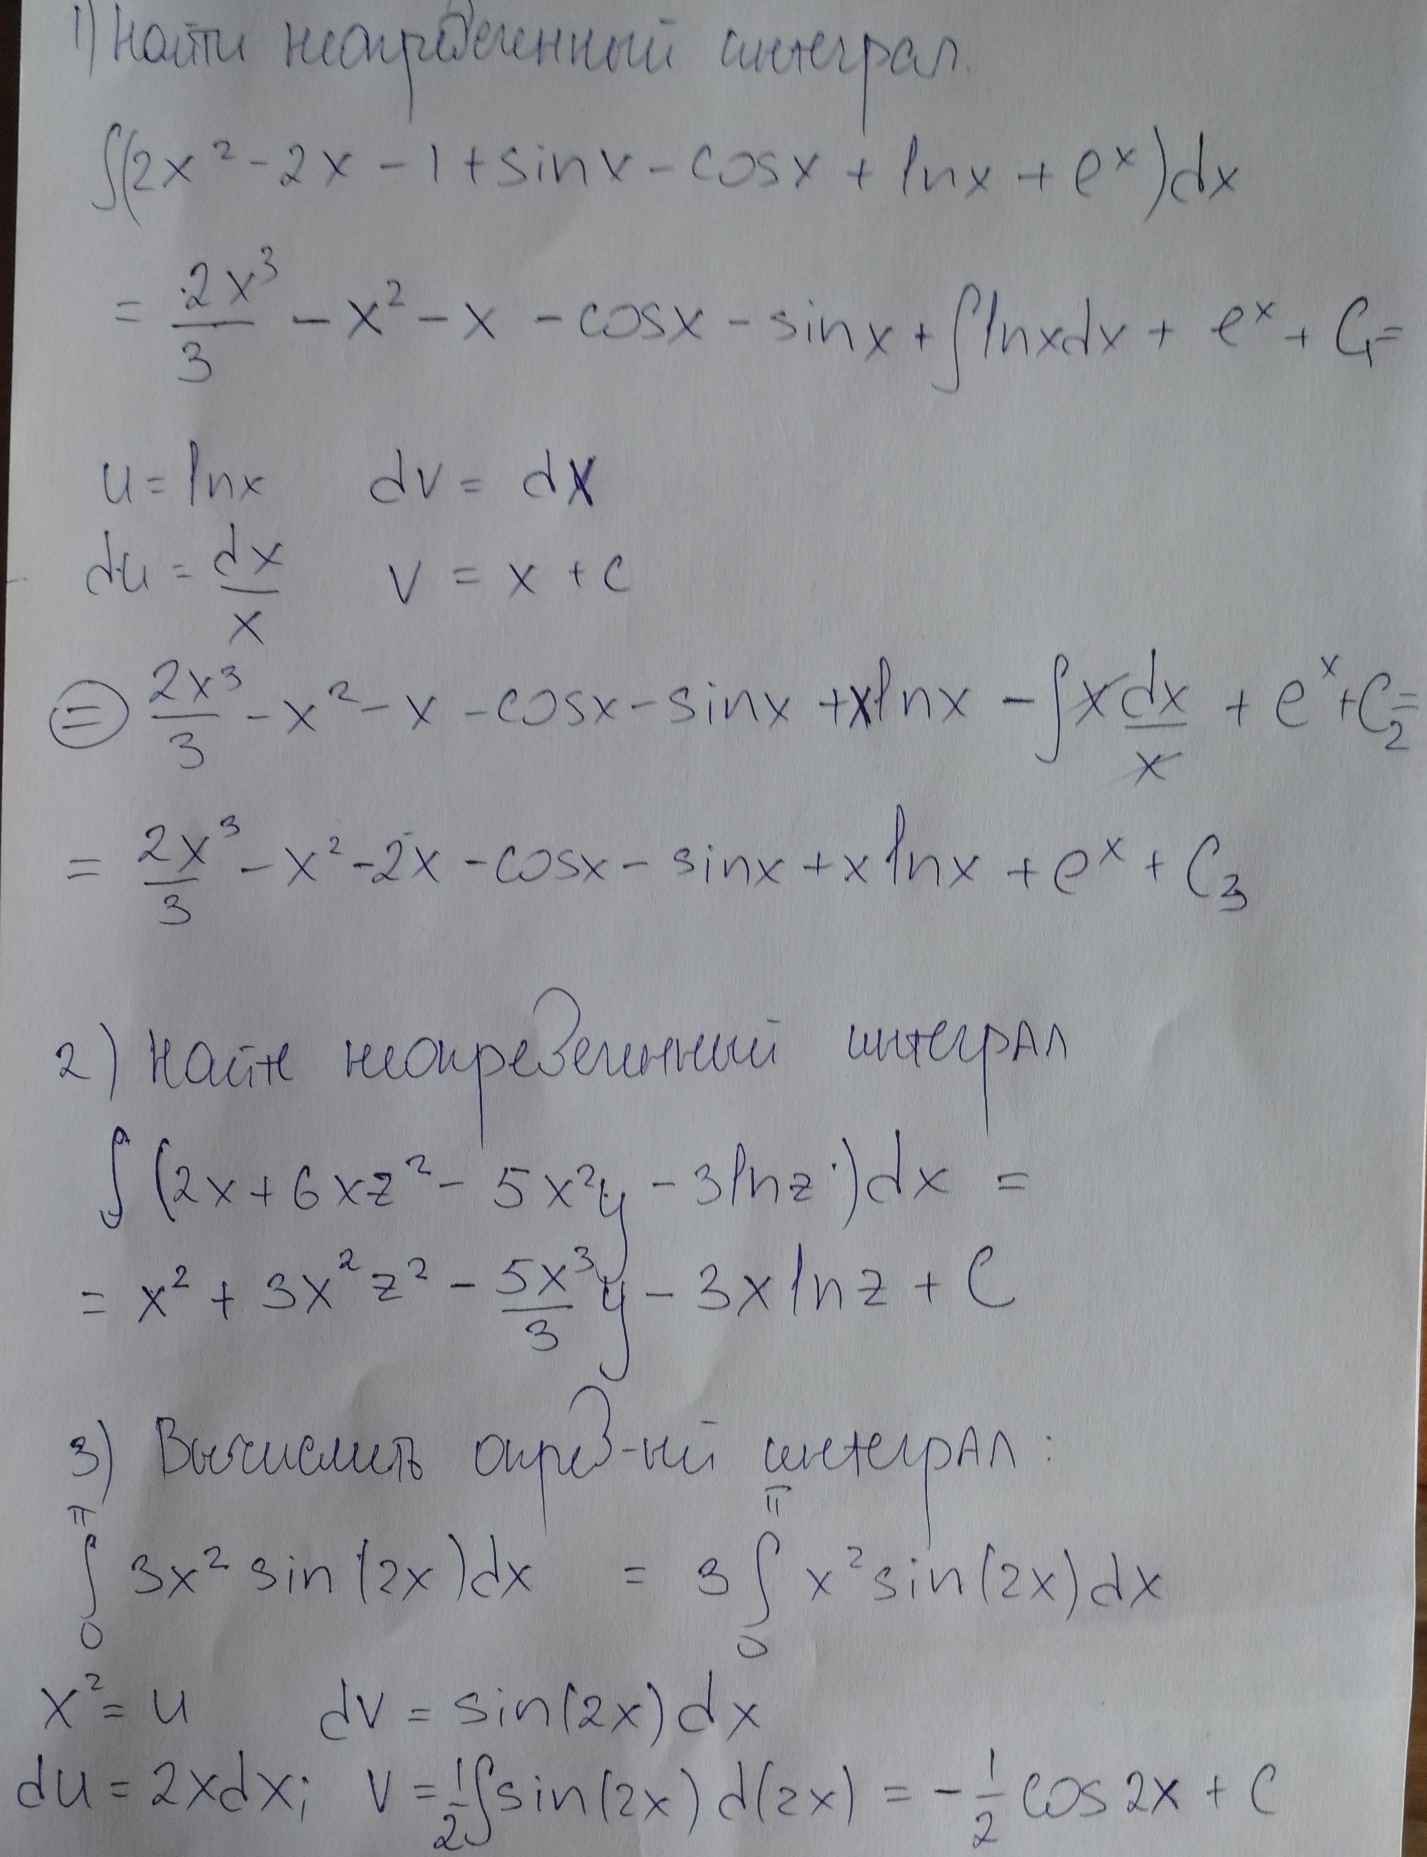 1) Найти неопределенный интеграл.
∫(2x² - 2x - 1 + sinx - cosx + lnx + eˣ)dx
= 2x³/3 - x² - x - cosx - sinx + ∫lnxdx + eˣ + C₁ =
u = lnx dv = dx
du = dx/x v = x + c
⊜ 2x³/3 - x² - x - cosx - sinx + xlnx - ∫x dx/x + eˣ + C₂ =
= 2x³/3 - x² - 2x - cosx - sinx + xlnx + eˣ + C₃
2) Найти неопределенный интеграл
∫(2x + 6xz² - 5x²y - 3lnz)dx =
= x² + 3x²z² - 5x³/3 y - 3xlnz + C
3) Вычислить опред-ный интеграл:
∫₀^π 3x² sin(2x)dx = 3∫₀^π x²sin(2x)dx
x² = u dv = sin(2x)dx
du = 2xdx; v = 1/2∫sin(2x)d(2x) = -1/2 cos2x + C